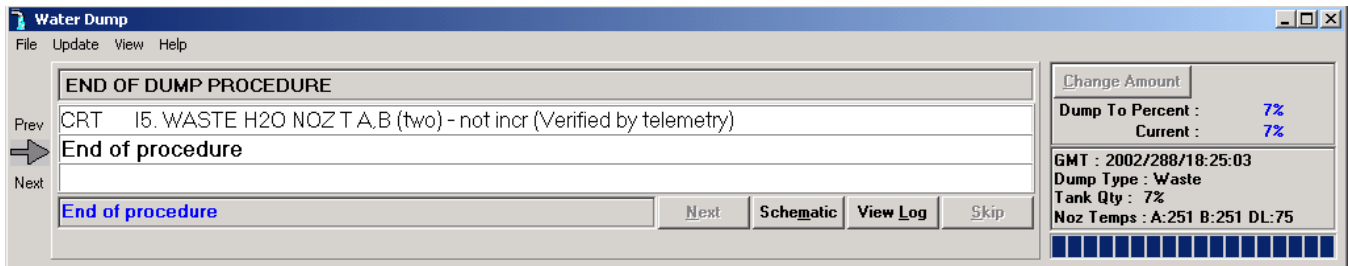 Water Dump
File Update View Help
END OF DUMP PROCEDURE
Prev
CRT I5. WASTE H2O NOZ T A,B (two) - not incr (Verified by telemetry)
End of procedure
Next
End of procedure
Next Schematic View Log Skip
Change Amount
Dump To Percent : 7%
Current : 7%
GMT : 2002/288/18:25:03
Dump Type : Waste
Tank Qty : 7%
Noz Temps : A:251 B:251 DL:75